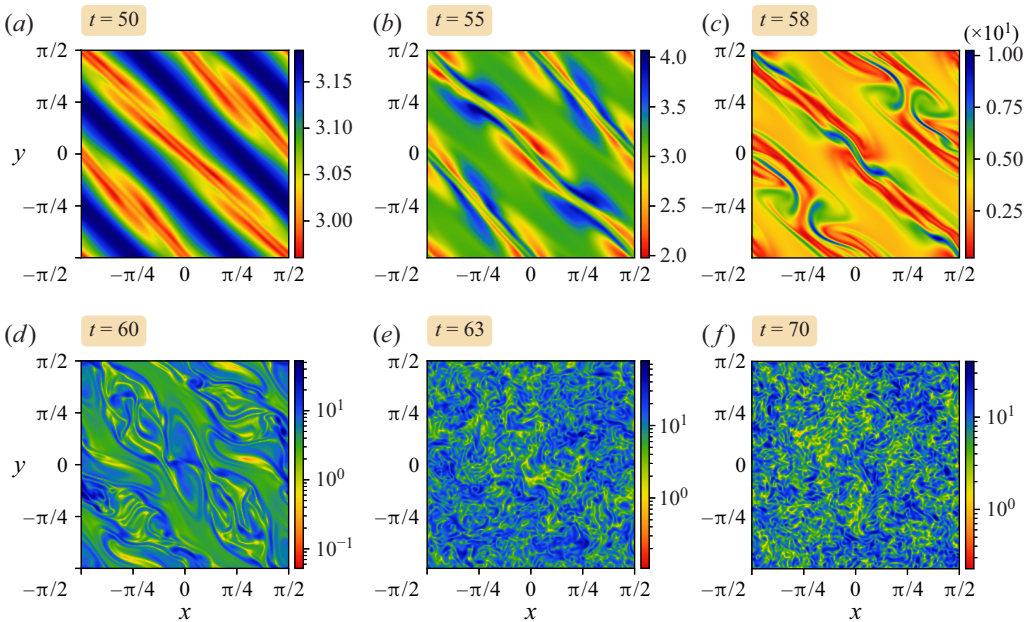 (a) t = 50
(b) t = 55
(c) t = 58
(×10¹)
π/2
π/4
y 0
−π/4
−π/2
−π/4 0 π/4 π/2
3.15
3.10
3.05
3.00
π/2
π/4
0
−π/4
−π/2
−π/4 0 π/4 π/2
4.0
3.5
3.0
2.5
2.0
π/2
π/4
0
−π/4
−π/2
−π/4 0 π/4 π/2
1.00
0.75
0.50
0.25
(d) t = 60
(e) t = 63
(f) t = 70
π/2
π/4
y 0
−π/4
−π/2
−π/4 0 π/4 π/2
x
10¹
10⁰
10⁻¹
π/2
π/4
0
−π/4
−π/2
−π/4 0 π/4 π/2
x
10¹
10⁰
π/2
π/4
0
−π/4
−π/2
−π/4 0 π/4 π/2
x
10¹
10⁰